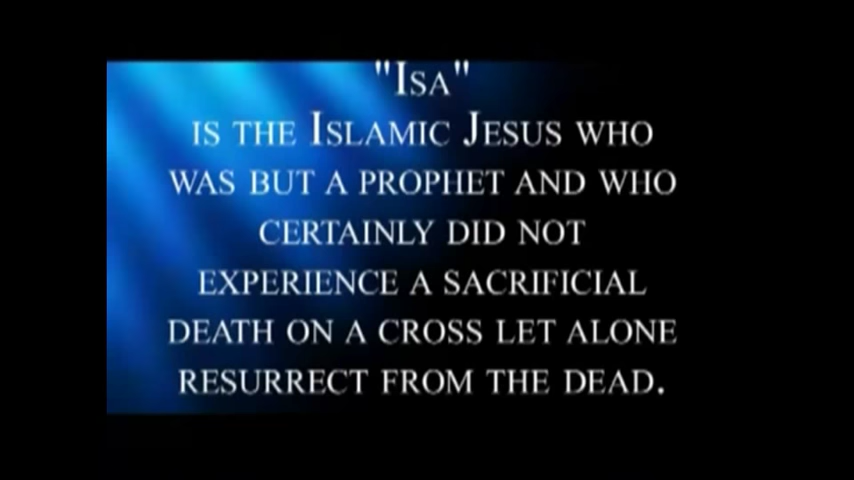 "Isa"
is the Islamic Jesus who
was but a prophet and who
certainly did not
experience a sacrificial
death on a cross let alone
resurrect from the dead.